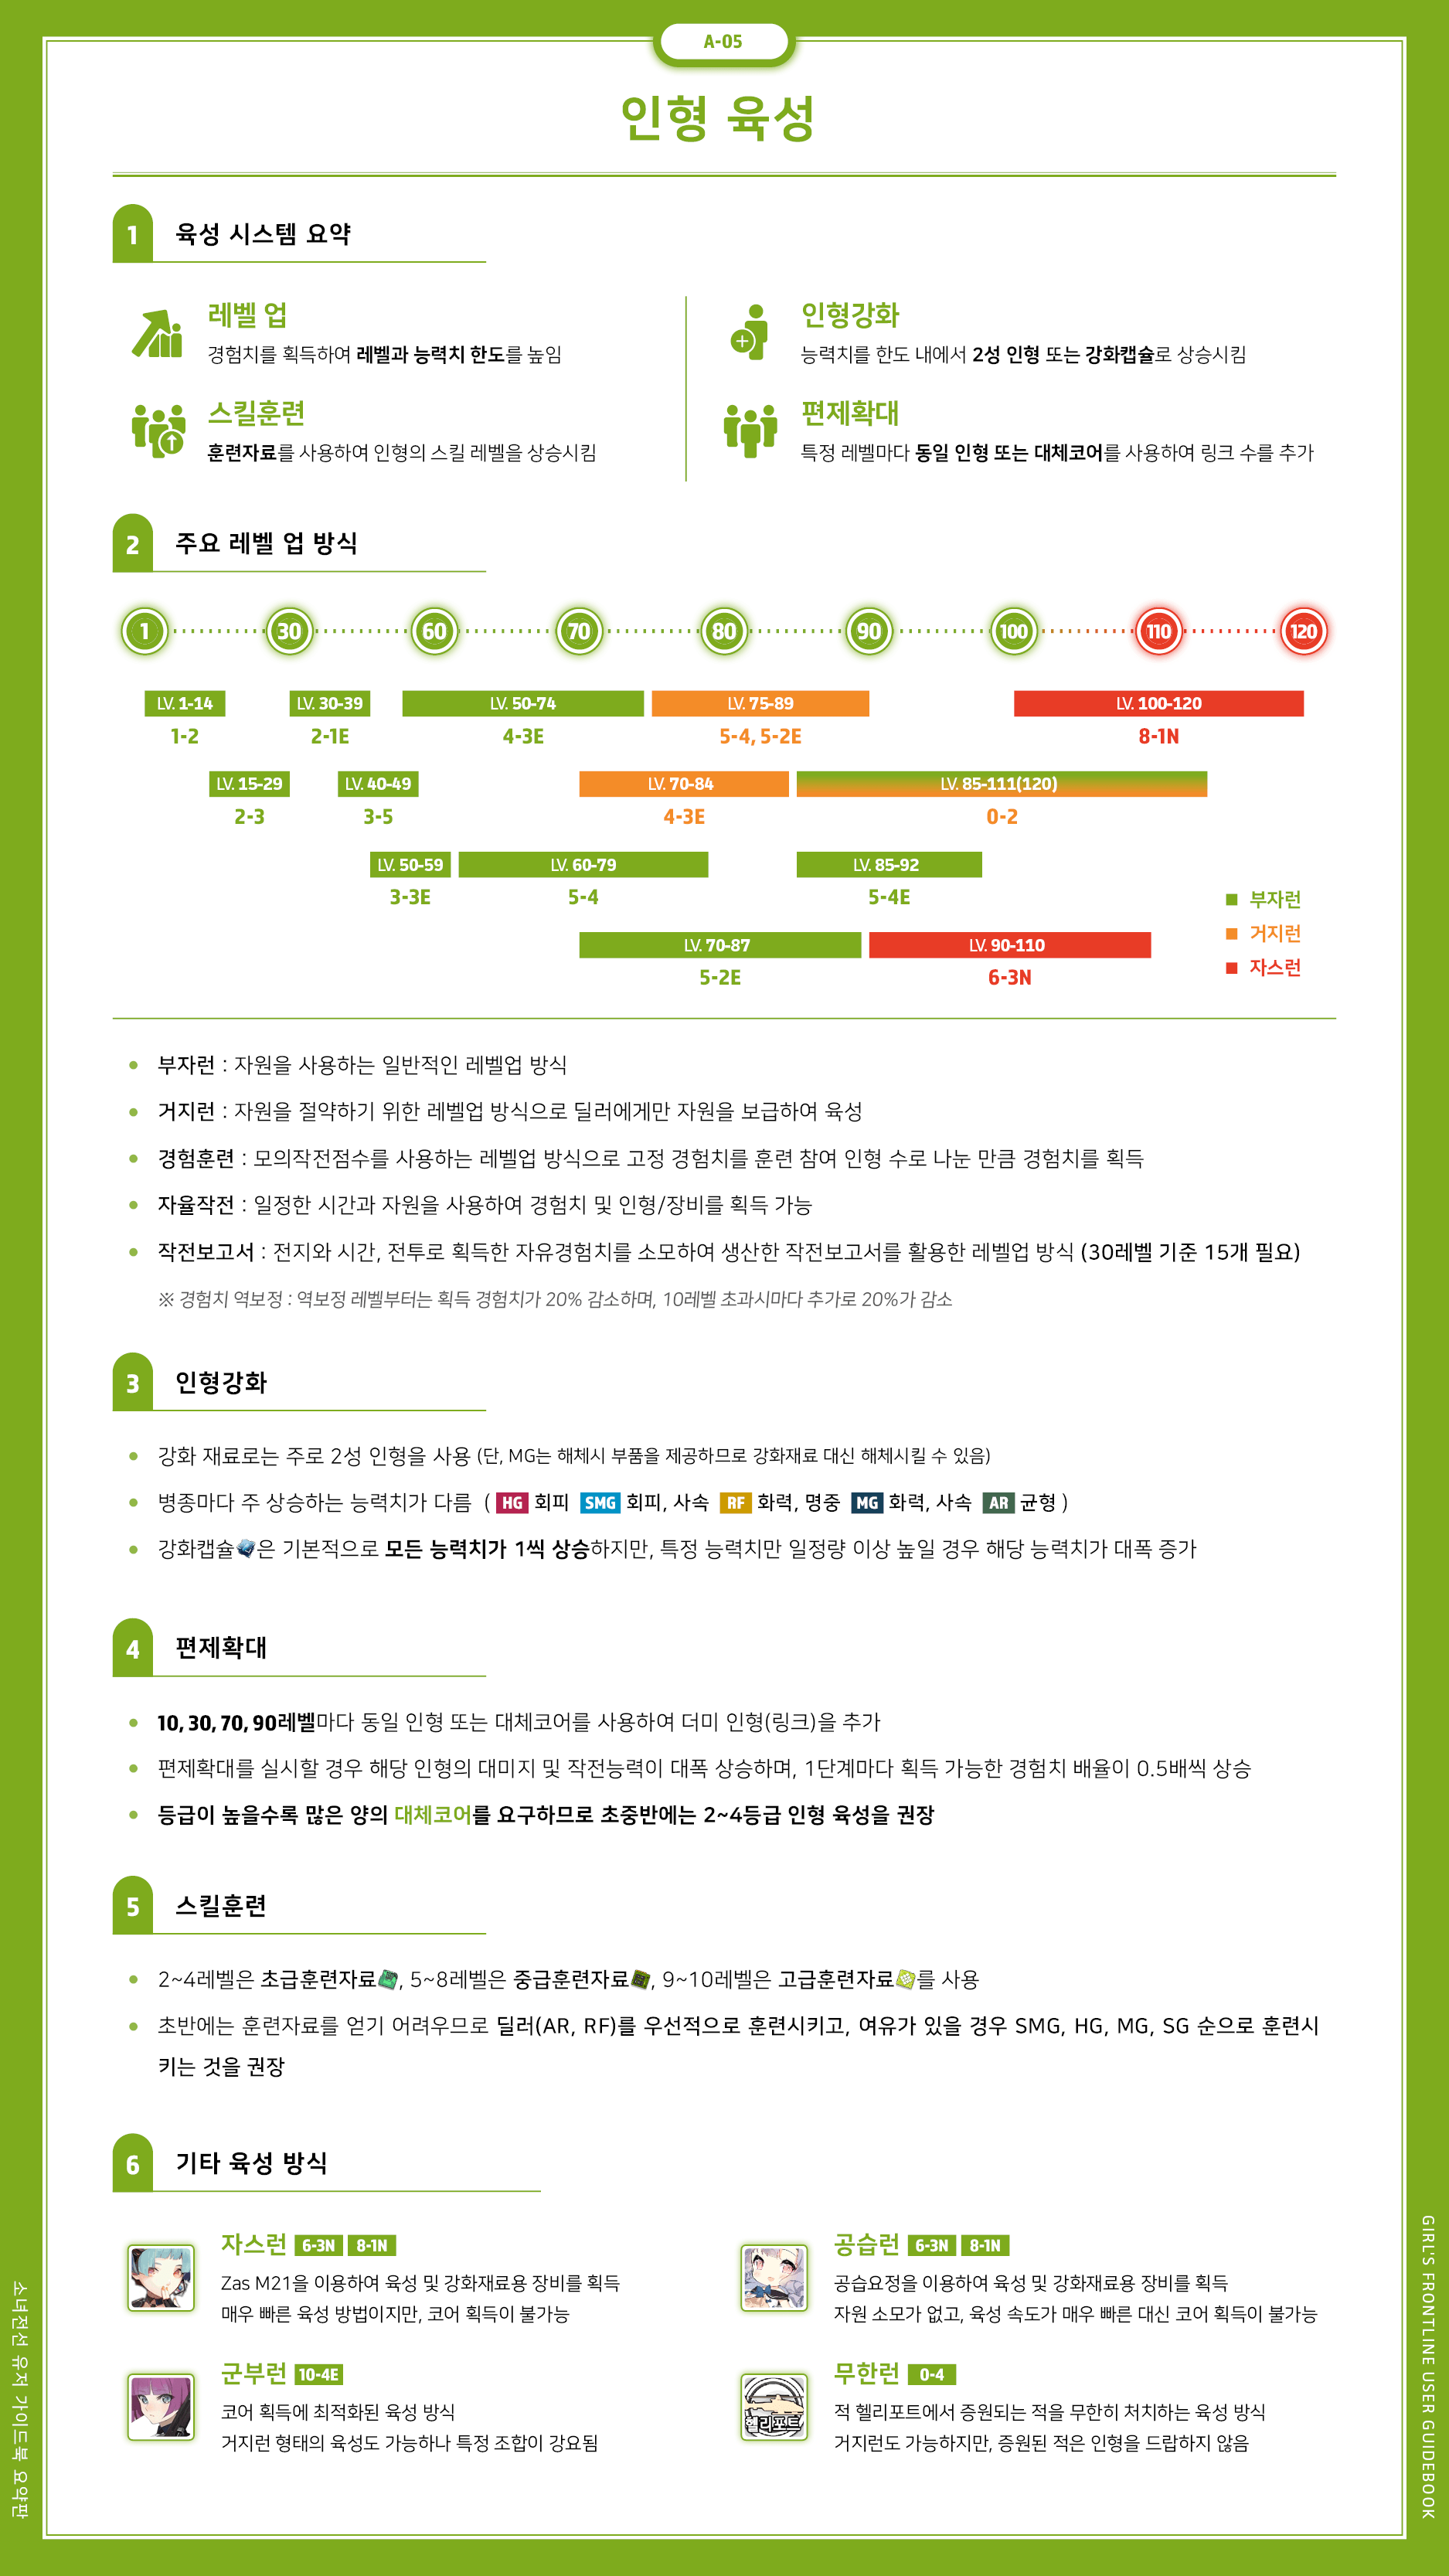 A-05
인형 육성
1 육성 시스템 요약
레벨 업
경험치를 획득하여 레벨과 능력치 한도를 높임
인형강화
능력치를 한도 내에서 2성 인형 또는 강화캡슐로 상승시킴
스킬훈련
훈련자료를 사용하여 인형의 스킬 레벨을 상승시킴
편제확대
특정 레벨마다 동일 인형 또는 대체코어를 사용하여 링크 수를 추가
2 주요 레벨 업 방식
1 30 60 70 80 90 100 110 120
LV. 1-14 LV. 30-39 LV. 50-74 LV. 75-89 LV. 100-120
1-2 2-1E 4-3E 5-4, 5-2E 8-1N
LV. 15-29 LV. 40-49 LV. 70-84 LV. 85-111(120)
2-3 3-5 4-3E 0-2
LV. 50-59 LV. 60-79 LV. 85-92
3-3E 5-4 5-4E
LV. 70-87 LV. 90-110
5-2E 6-3N
부자런
거지런
자스런
부자런 : 자원을 사용하는 일반적인 레벨업 방식
거지런 : 자원을 절약하기 위한 레벨업 방식으로 딜러에게만 자원을 보급하여 육성
경험훈련 : 모의작전점수를 사용하는 레벨업 방식으로 고정 경험치를 훈련 참여 인형 수로 나눈 만큼 경험치를 획득
자율작전 : 일정한 시간과 자원을 사용하여 경험치 및 인형/장비를 획득 가능
작전보고서 : 전지와 시간, 전투로 획득한 자유경험치를 소모하여 생산한 작전보고서를 활용한 레벨업 방식 (30레벨 기준 15개 필요)
※ 경험치 역보정 : 역보정 레벨부터는 획득 경험치가 20% 감소하며, 10레벨 초과시마다 추가로 20%가 감소
3 인형강화
강화 재료로는 주로 2성 인형을 사용 (단, MG는 해체시 부품을 제공하므로 강화재료 대신 해체시킬 수 있음)
병종마다 주 상승하는 능력치가 다름 ( HG 회피 SMG 회피, 사속 RF 화력, 명중 MG 화력, 사속 AR 균형 )
강화캡슐은 기본적으로 모든 능력치가 1씩 상승하지만, 특정 능력치만 일정량 이상 높일 경우 해당 능력치가 대폭 증가
4 편제확대
10, 30, 70, 90레벨마다 동일 인형 또는 대체코어를 사용하여 더미 인형(링크)을 추가
편제확대를 실시할 경우 해당 인형의 대미지 및 작전능력이 대폭 상승하며, 1단계마다 획득 가능한 경험치 배율이 0.5배씩 상승
등급이 높을수록 많은 양의 대체코어를 요구하므로 초중반에는 2~4등급 인형 육성을 권장
5 스킬훈련
2~4레벨은 초급훈련자료, 5~8레벨은 중급훈련자료, 9~10레벨은 고급훈련자료를 사용
초반에는 훈련자료를 얻기 어려우므로 딜러(AR, RF)를 우선적으로 훈련시키고, 여유가 있을 경우 SMG, HG, MG, SG 순으로 훈련시
키는 것을 권장
6 기타 육성 방식
자스런 6-3N 8-1N
Zas M21을 이용하여 육성 및 강화재료용 장비를 획득
매우 빠른 육성 방법이지만, 코어 획득이 불가능
공습런 6-3N 8-1N
공습요정을 이용하여 육성 및 강화재료용 장비를 획득
자원 소모가 없고, 육성 속도가 매우 빠른 대신 코어 획득이 불가능
군부런 10-4E
코어 획득에 최적화된 육성 방식
거지런 형태의 육성도 가능하나 특정 조합이 강요됨
헬리포트
무한런 0-4
적 헬리포트에서 증원되는 적을 무한히 처치하는 육성 방식
거지런도 가능하지만, 증원된 적은 인형을 드랍하지 않음
소녀전선 유저 가이드북 요약판
GIRL'S FRONTLINE USER GUIDEBOOK